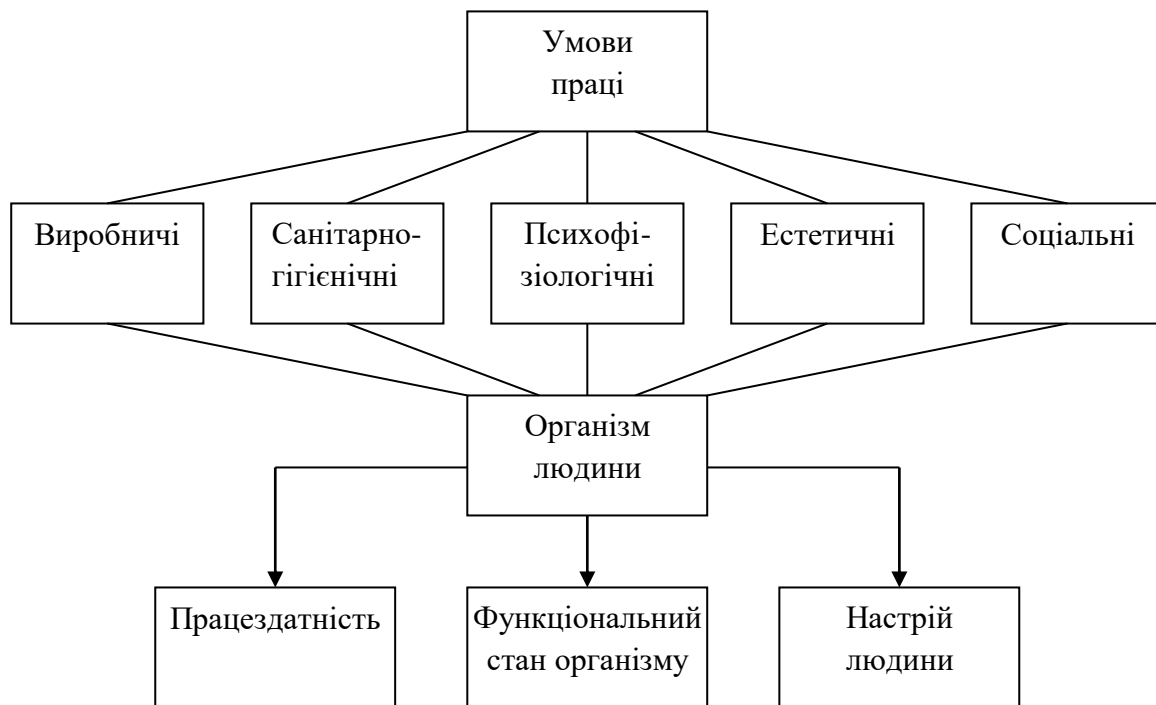 Умови
праці
Виробничі
Санітарно-
гігієнічні
Психофі-
зіологічні
Естетичні
Соціальні
Організм
людини
Працездатність
Функціональний
стан організму
Настрій
людини